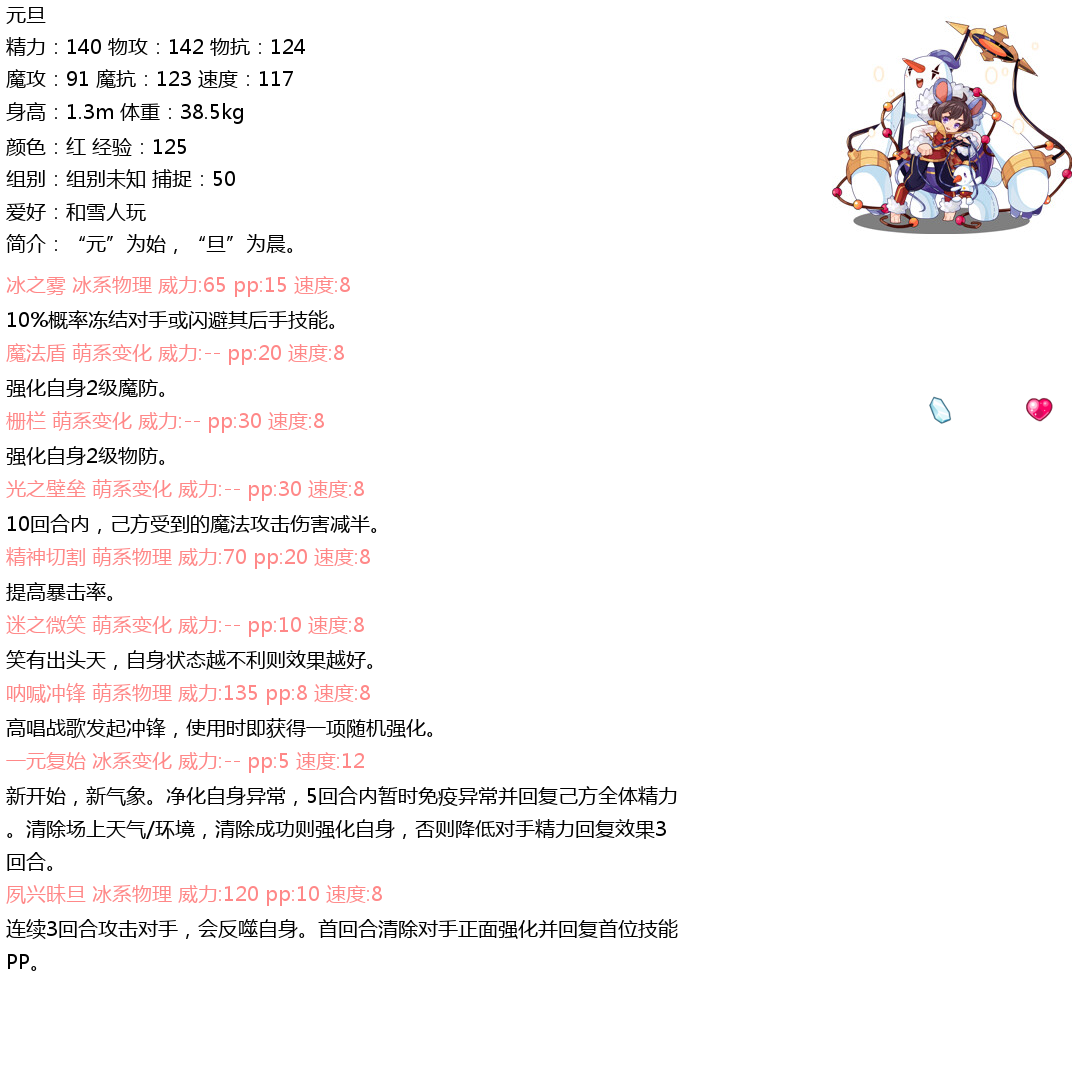 元旦
精力：140 物攻：142 物抗：124
魔攻：91 魔抗：123 速度：117
身高：1.3m 体重：38.5kg
颜色：红 经验：125
组别：组别未知 捕捉：50
爱好：和雪人玩
简介：“元”为始，“旦”为晨。
冰之雾 冰系物理 威力:65 pp:15 速度:8
10%概率冻结对手或闪避其后手技能。
魔法盾 萌系变化 威力:-- pp:20 速度:8
强化自身2级魔防。
栅栏 萌系变化 威力:-- pp:30 速度:8
强化自身2级物防。
光之壁垒 萌系变化 威力:-- pp:30 速度:8
10回合内，己方受到的魔法攻击伤害减半。
精神切割 萌系物理 威力:70 pp:20 速度:8
提高暴击率。
迷之微笑 萌系变化 威力:-- pp:10 速度:8
笑有出头天，自身状态越不利则效果越好。
呐喊冲锋 萌系物理 威力:135 pp:8 速度:8
高唱战歌发起冲锋，使用时即获得一项随机强化。
一元复始 冰系变化 威力:-- pp:5 速度:12
新开始，新气象。净化自身异常，5回合内暂时免疫异常并回复己方全体精力
。清除场上天气/环境，清除成功则强化自身，否则降低对手精力回复效果3
回合。
夙兴昧旦 冰系物理 威力:120 pp:10 速度:8
连续3回合攻击对手，会反噬自身。首回合清除对手正面强化并回复首位技能
PP。